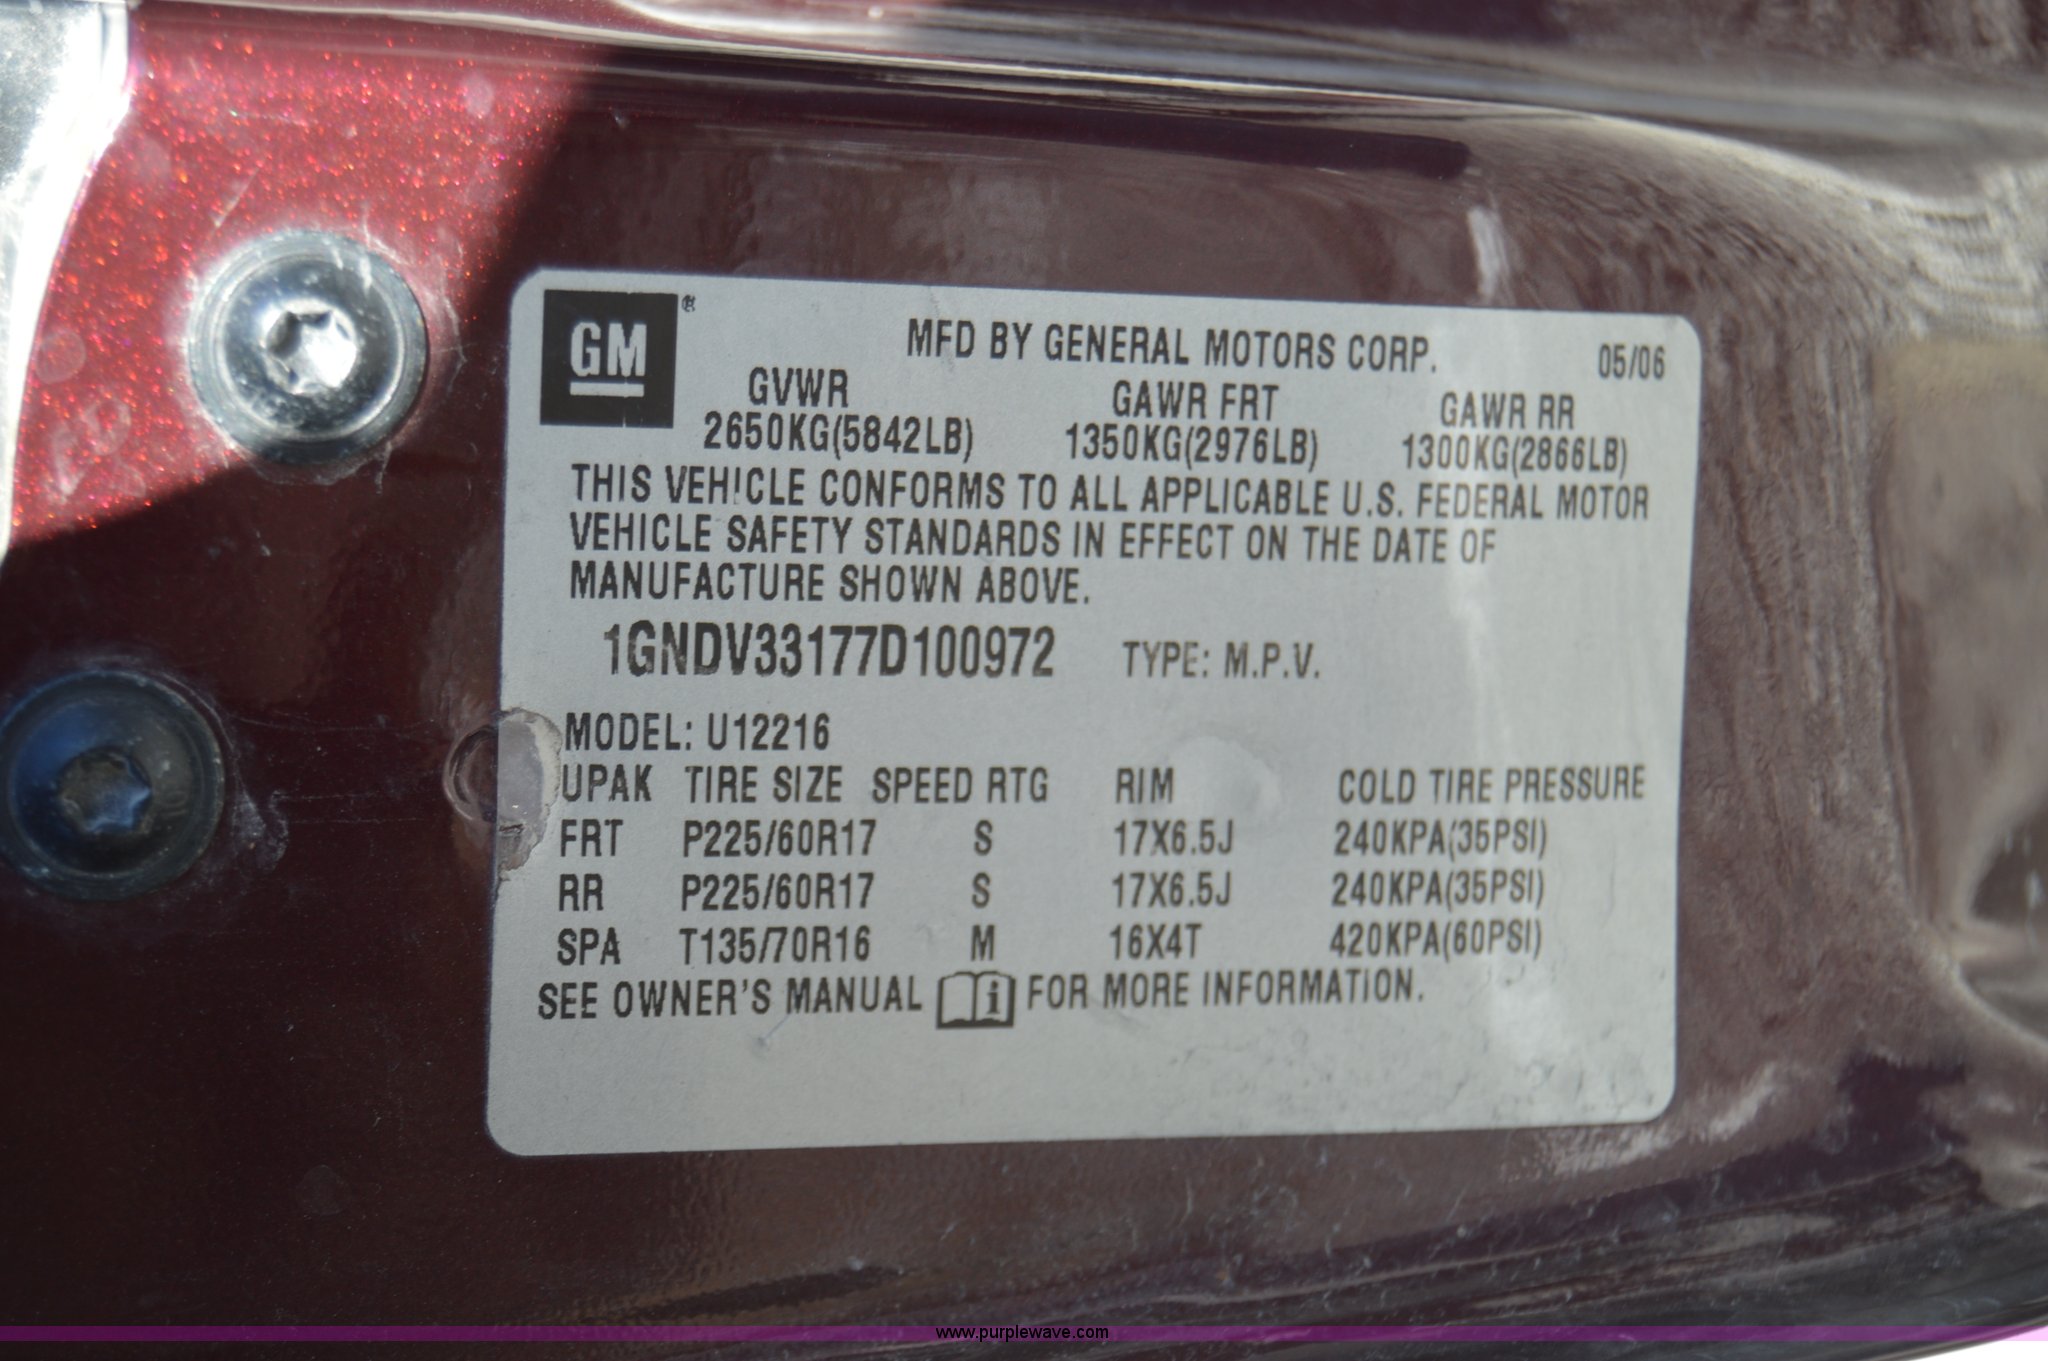 GM®
MFD BY GENERAL MOTORS CORP. 05/06
GVWR GAWR FRT GAWR RR
2650KG(5842LB) 1350KG(2976LB) 1300KG(2866LB)
THIS VEHICLE CONFORMS TO ALL APPLICABLE U.S. FEDERAL MOTOR
VEHICLE SAFETY STANDARDS IN EFFECT ON THE DATE OF
MANUFACTURE SHOWN ABOVE.
1GNDV33177D100972 TYPE: M.P.V.
MODEL: U12216
UPAK TIRE SIZE SPEED RTG RIM COLD TIRE PRESSURE
FRT P225/60R17 S 17X6.5J 240KPA(35PSI)
RR P225/60R17 S 17X6.5J 240KPA(35PSI)
SPA T135/70R16 M 16X4T 420KPA(60PSI)
SEE OWNER'S MANUAL i FOR MORE INFORMATION.
www.purplewave.com